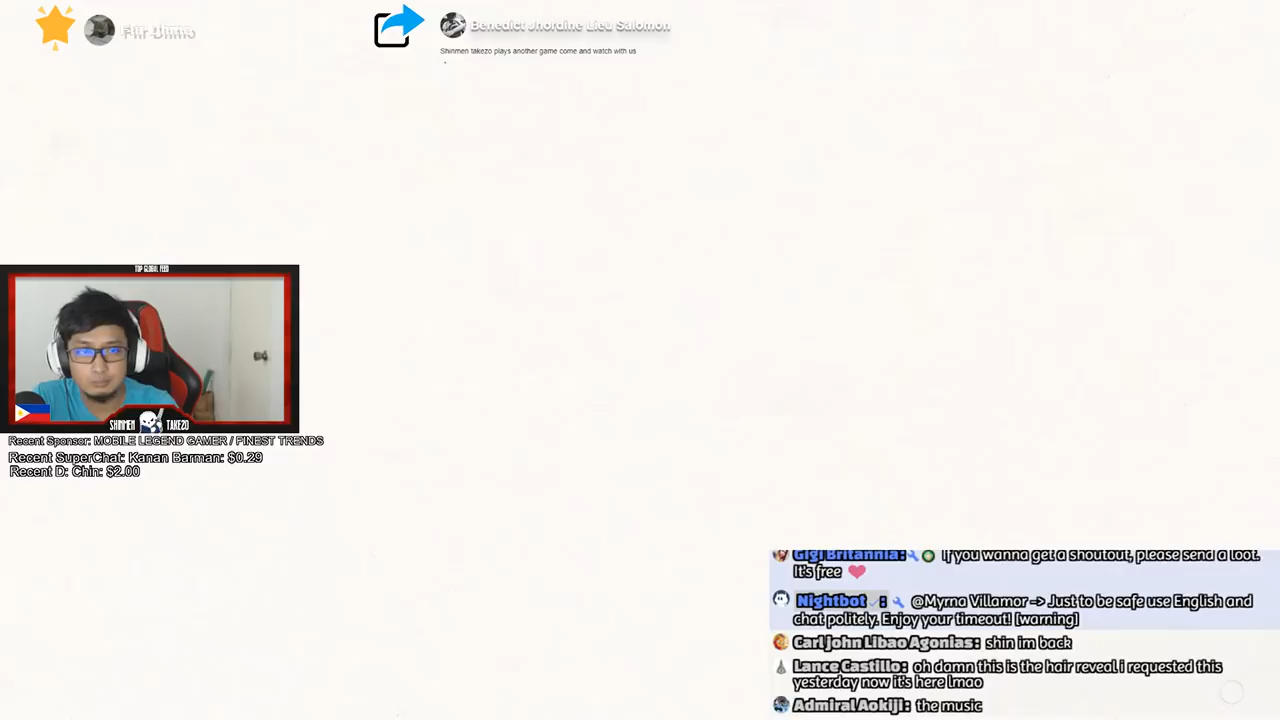 Benedict Jhordine Lieu Salomon
Shinmen takezo plays another game come and watch with us
TOP GLOBAL FEED
SHINMEN TAKEZO
Recent Sponsor: MOBILE LEGEND GAMER / FINEST TRENDS
Recent SuperChat: Kanan Barman: $0.29
Recent D: Chin: $2.00
Gigi Britannia: If you wanna get a shoutout, please send a loot.
It's free
Nightbot : @Myrna Villamor -> Just to be safe use English and
chat politely. Enjoy your timeout! [warning]
Carl john Libao Agonias: shin im back
Lance Castillo: oh damn this is the hair reveal i requested this
yesterday now it's here lmao
Admiral Aokiji: the music